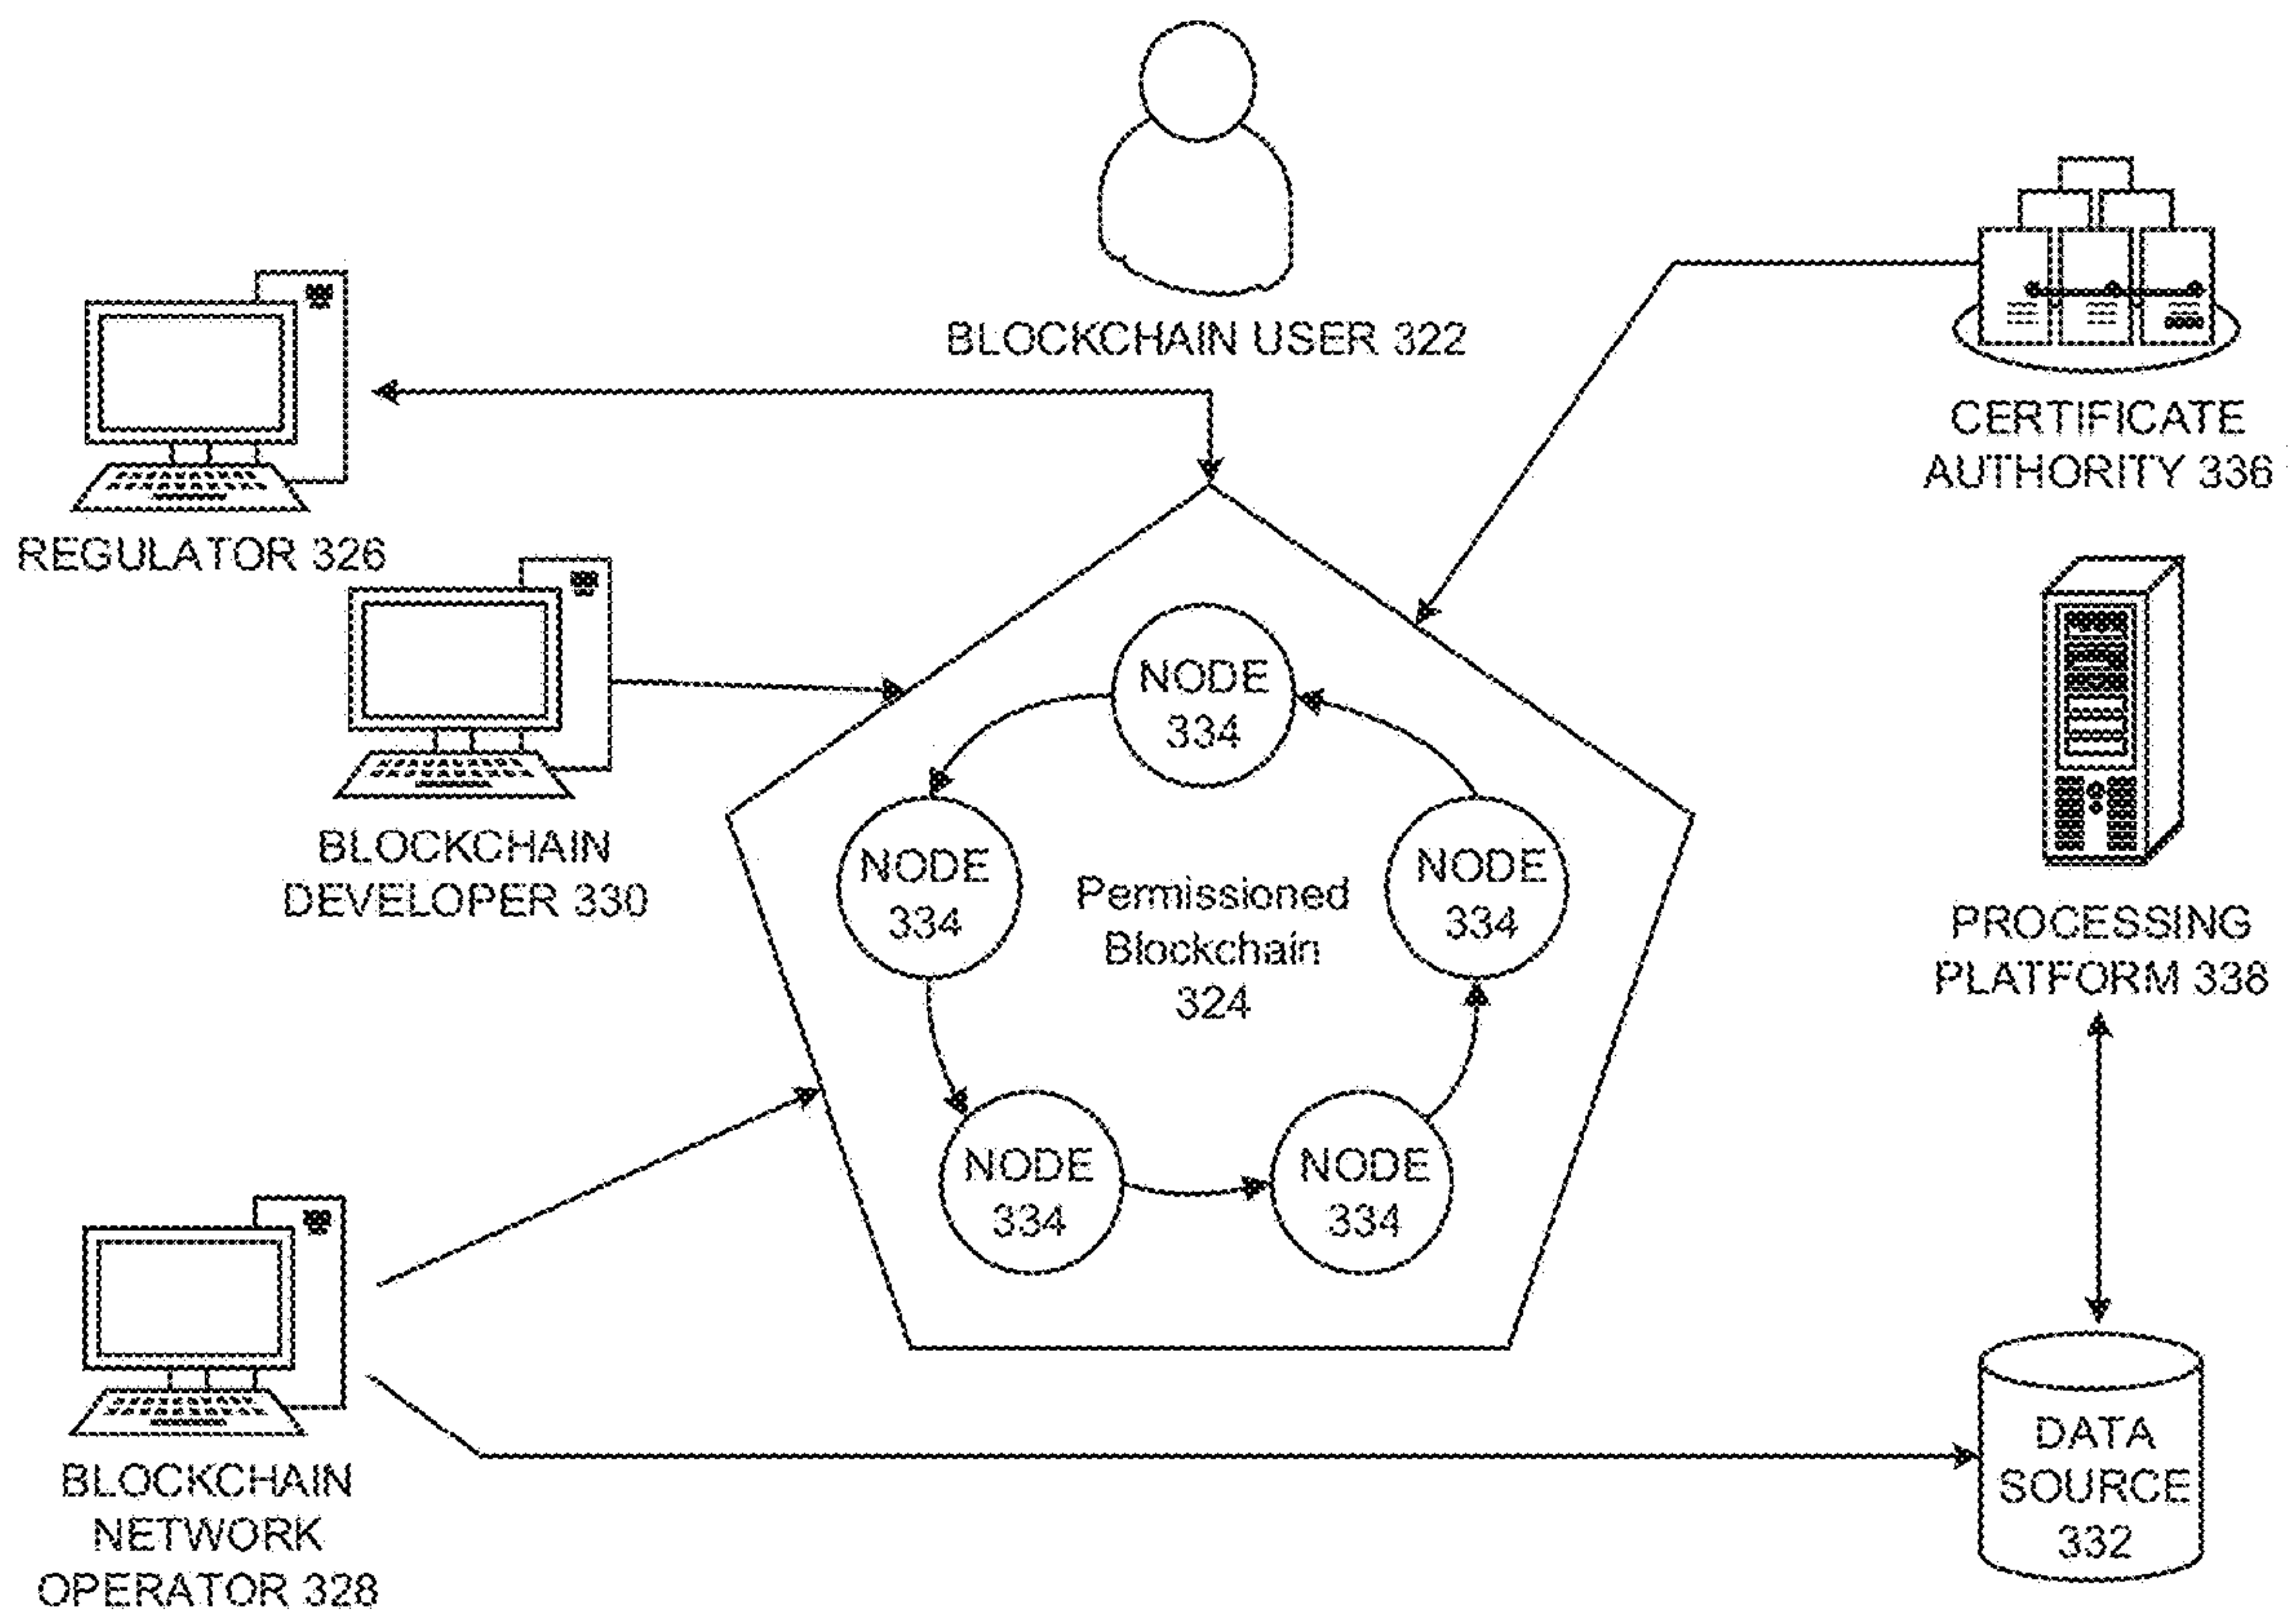 BLOCKCHAIN USER 322
CERTIFICATE
AUTHORITY 336
REGULATOR 326
BLOCKCHAIN
DEVELOPER 330
NODE
334
NODE
334
Permissioned
Blockchain
324
NODE
334
PROCESSING
PLATFORM 338
NODE
334
NODE
334
BLOCKCHAIN
NETWORK
OPERATOR 328
DATA
SOURCE
332